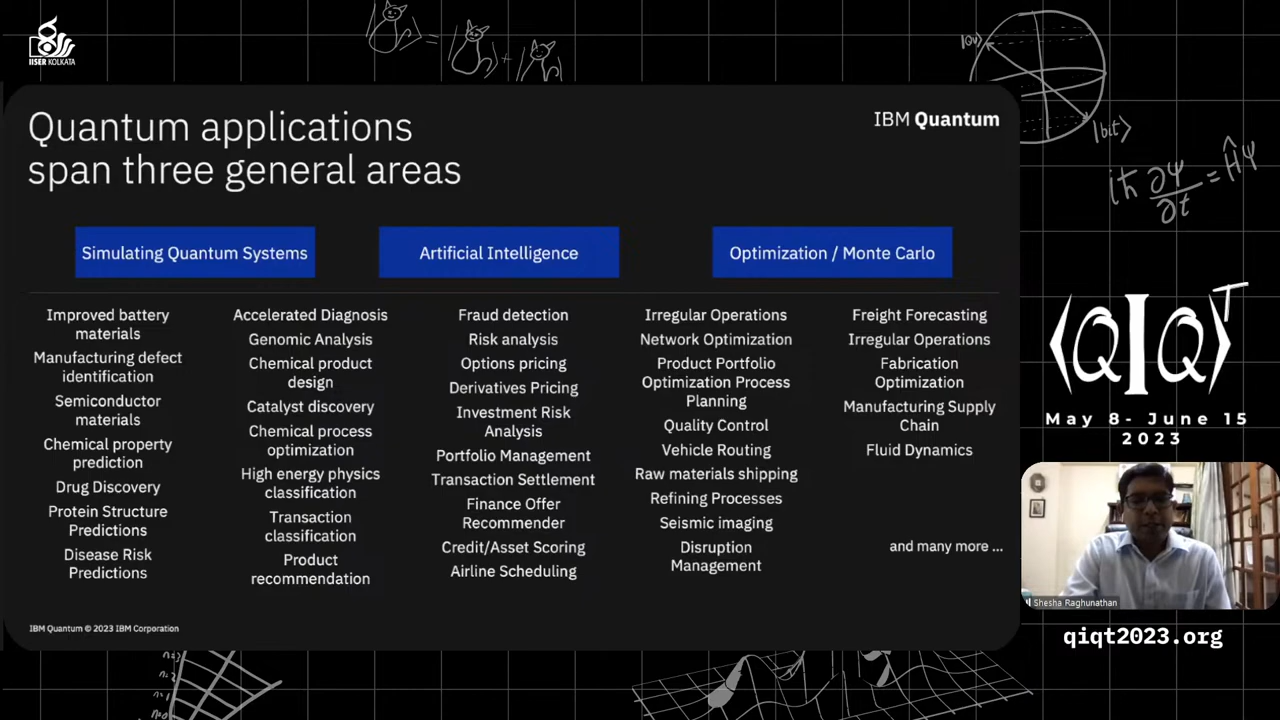 IISER KOLKATA
Quantum applications
span three general areas
IBM Quantum
Simulating Quantum Systems
Artificial Intelligence
Optimization / Monte Carlo
Improved battery
materials
Manufacturing defect
identification
Semiconductor
materials
Chemical property
prediction
Drug Discovery
Protein Structure
Predictions
Disease Risk
Predictions
Accelerated Diagnosis
Genomic Analysis
Chemical product
design
Catalyst discovery
Chemical process
optimization
High energy physics
classification
Transaction
classification
Product
recommendation
Fraud detection
Risk analysis
Options pricing
Derivatives Pricing
Investment Risk
Analysis
Portfolio Management
Transaction Settlement
Finance Offer
Recommender
Credit/Asset Scoring
Airline Scheduling
Irregular Operations
Network Optimization
Product Portfolio
Optimization Process
Planning
Quality Control
Vehicle Routing
Raw materials shipping
Refining Processes
Seismic imaging
Disruption
Management
Freight Forecasting
Irregular Operations
Fabrication
Optimization
Manufacturing Supply
Chain
Fluid Dynamics
and many more ...
IBM Quantum © 2023 IBM Corporation
|Qu⟩
|bit⟩
iħ ∂ψ/∂t = Ĥψ
⟨QIQ⟩T
May 8- June 15
2023
Shesha Raghunathan
qiqt2023.org
n=3
n=2
n=1
n=0